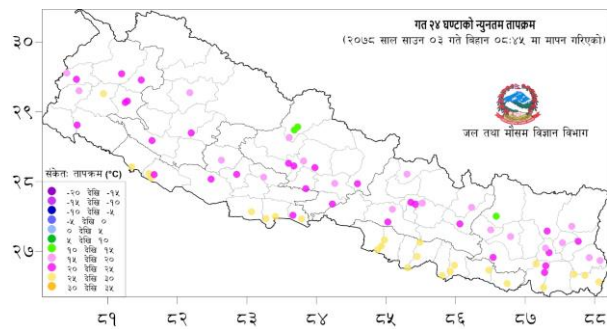 गत २४ घण्टाको न्युनतम तापक्रम
(२०७८ साल साउन ०३ गते बिहान ०८:४५ मा मापन गरिएको)
जल तथा मौसम विज्ञान विभाग
३०
२९
२८
२७
संकेतः तापक्रम (°C)
-२० देखि -१५
-१५ देखि -१०
-१० देखि -५
-५ देखि ०
० देखि ५
५ देखि १०
१० देखि १५
१५ देखि २०
२० देखि २५
२५ देखि ३०
३० देखि ३५
८१ ८२ ८३ ८४ ८५ ८६ ८७ ८८